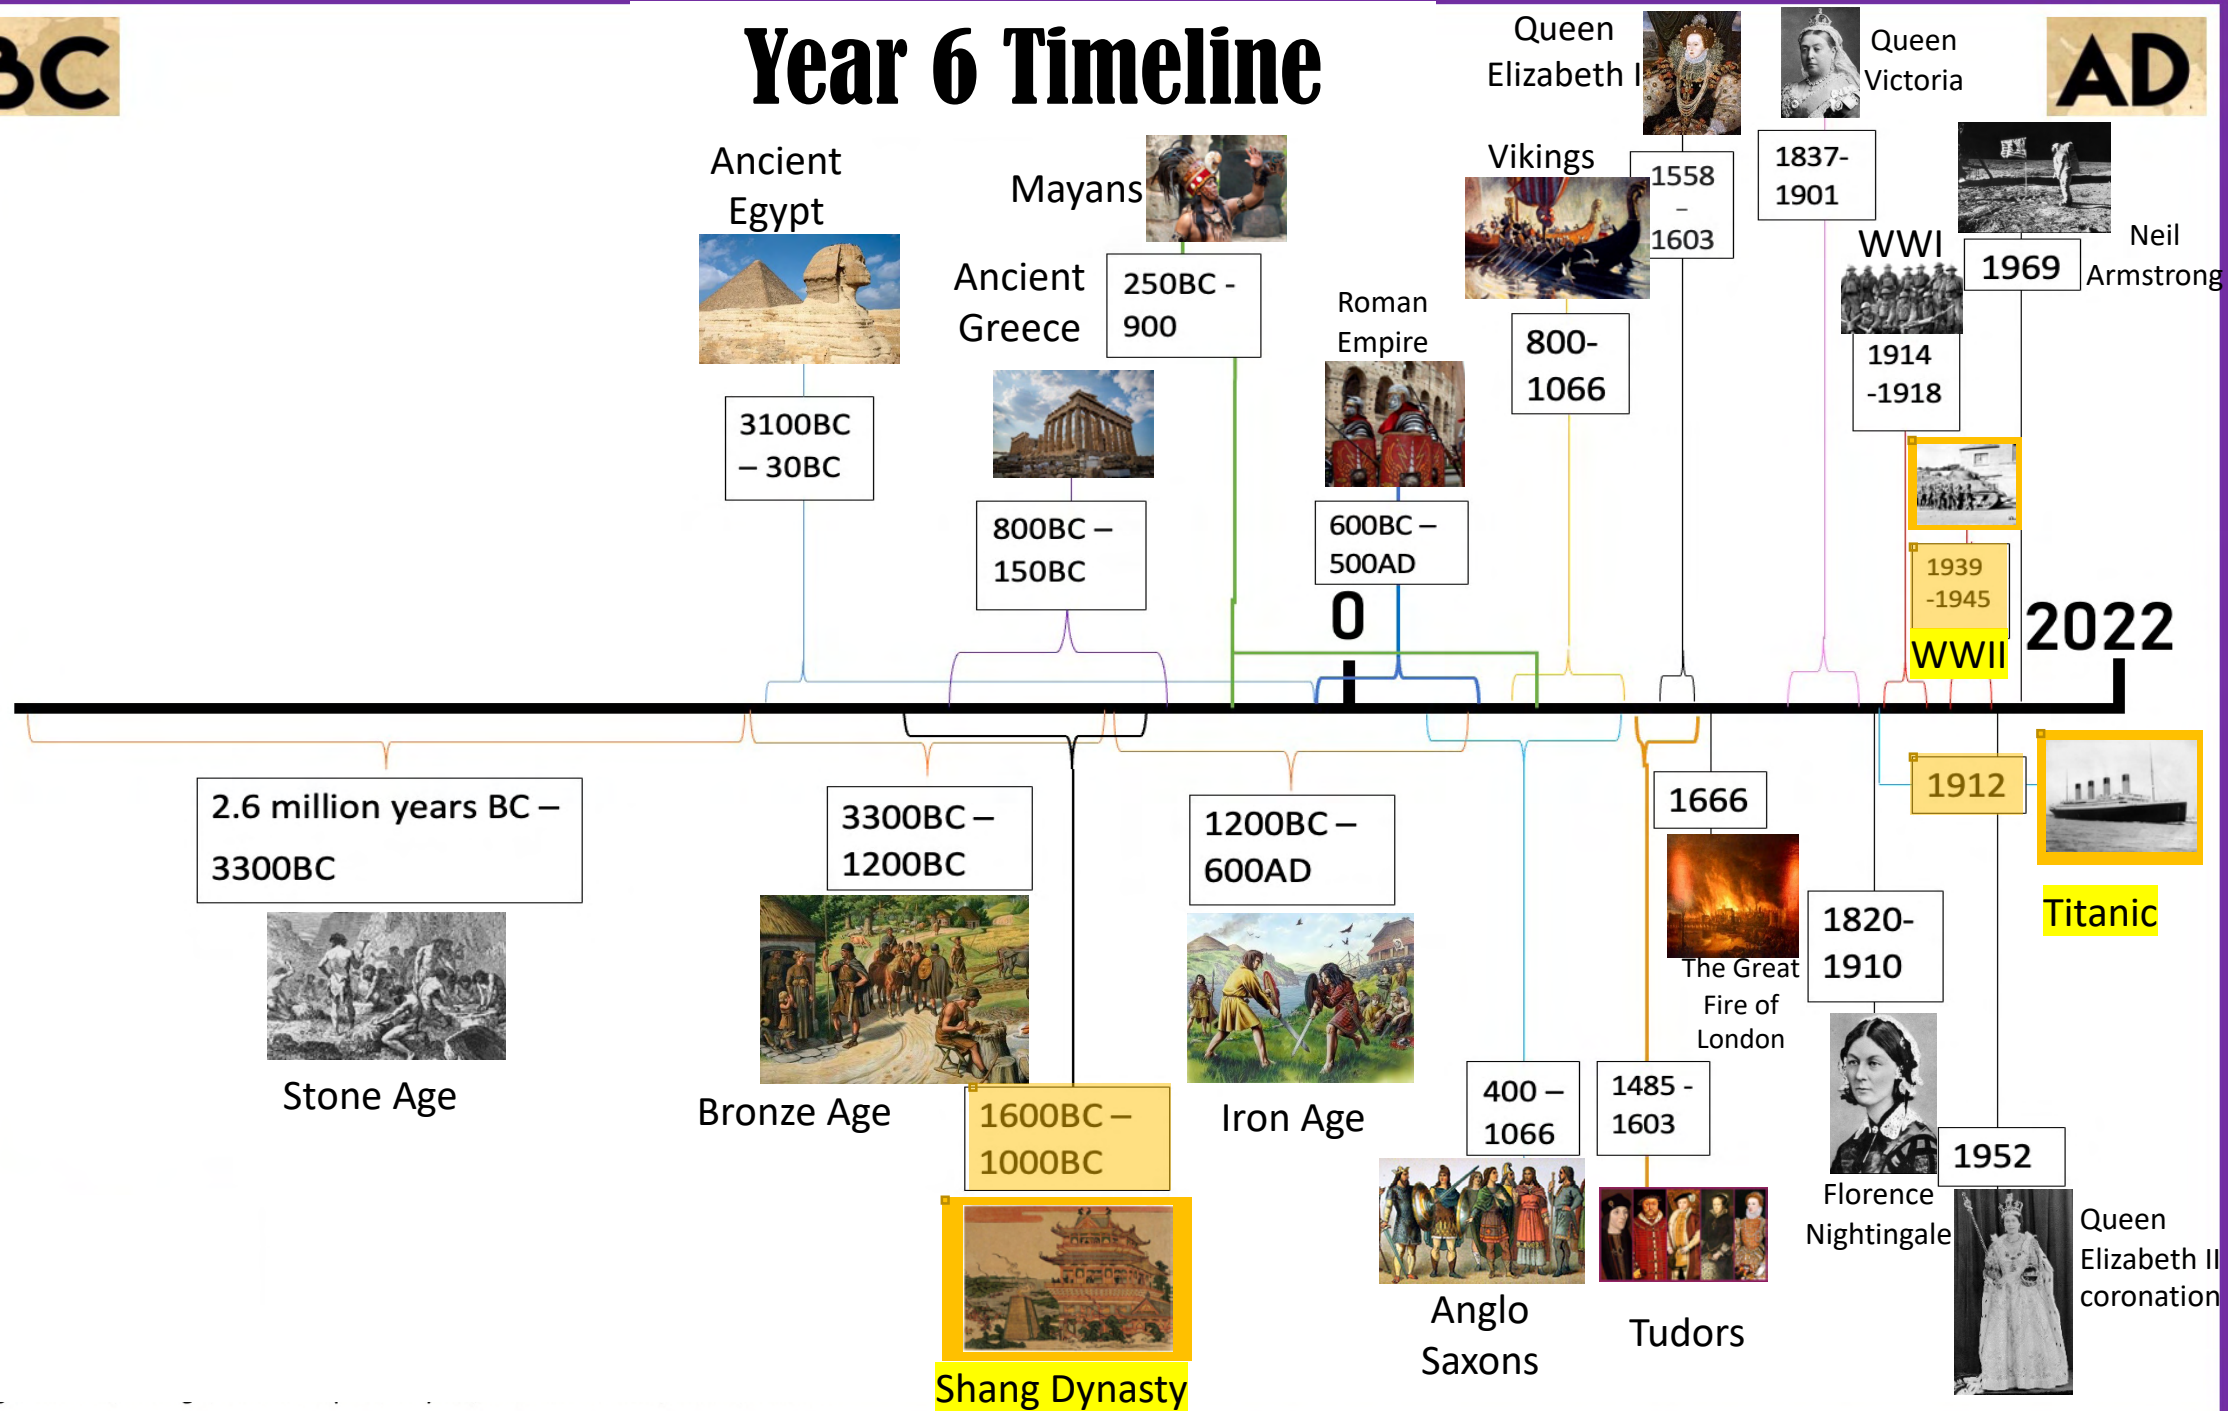 BC
Year 6 Timeline
AD
Queen
Elizabeth I
1558
–
1603
Queen
Victoria
1837-
1901
Neil
Armstrong
1969
Ancient
Egypt
3100BC
– 30BC
Mayans
250BC -
900
Ancient
Greece
800BC –
150BC
Roman
Empire
600BC –
500AD
Vikings
800-
1066
WWI
1914
-1918
1939
-1945
WWII
0
2022
2.6 million years BC –
3300BC
Stone Age
3300BC –
1200BC
Bronze Age
1600BC –
1000BC
Shang Dynasty
1200BC –
600AD
Iron Age
400 –
1066
Anglo
Saxons
1485 -
1603
Tudors
1666
The Great
Fire of
London
1820-
1910
Florence
Nightingale
1912
Titanic
1952
Queen
Elizabeth II
coronation